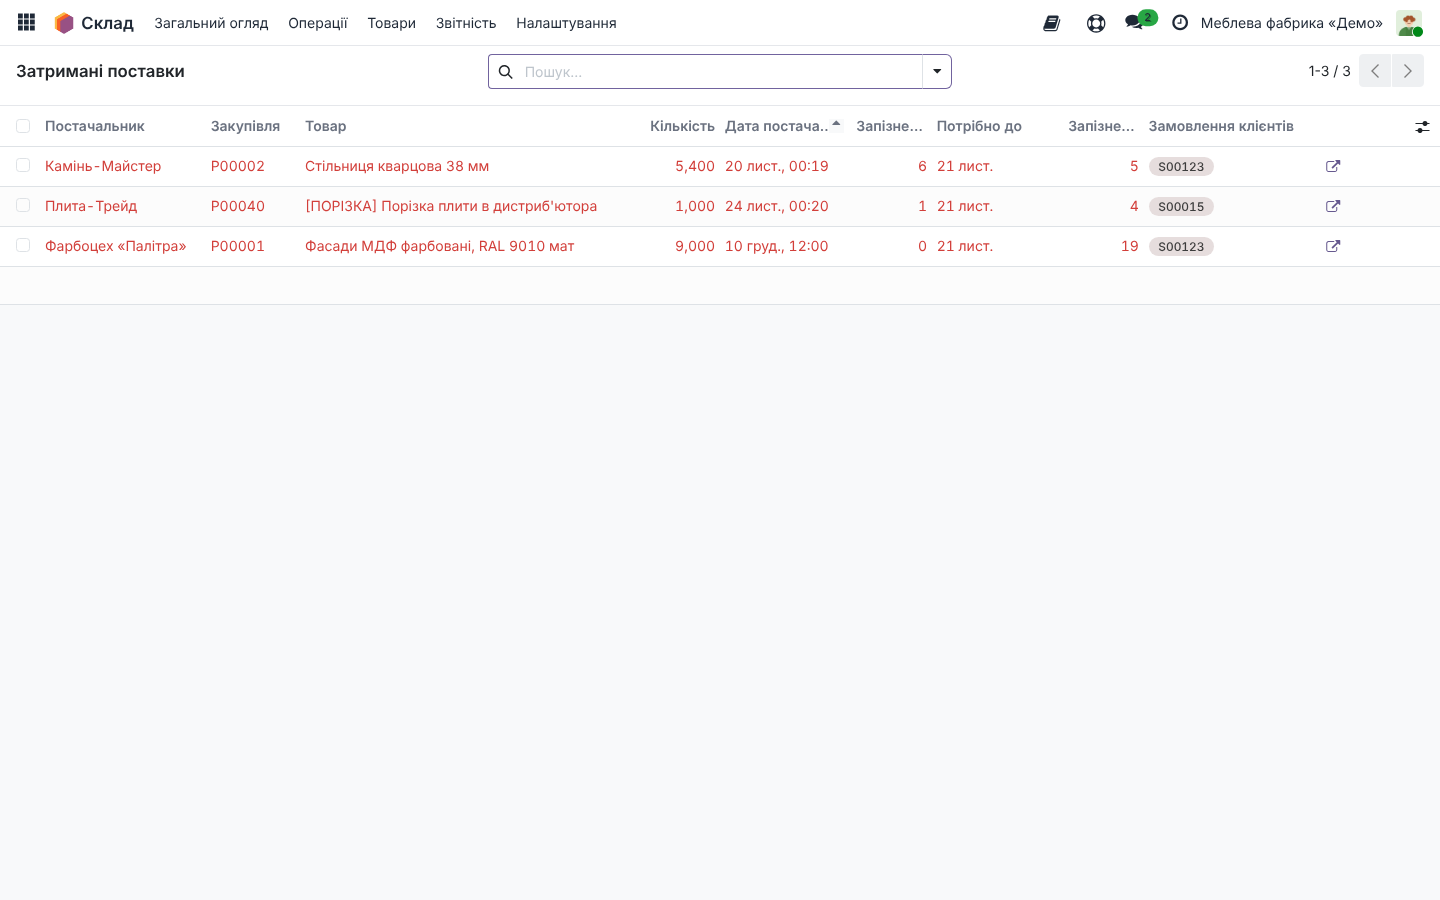 Склад Загальний огляд Операції Товари Звітність Налаштування 2 Меблева фабрика «Демо»
Затримані поставки Пошук... 1-3 / 3
Постачальник Закупівля Товар Кількість Дата постача... Запізне... Потрібно до Запізне... Замовлення клієнтів
Камінь-Майстер P00002 Стільниця кварцова 38 мм 5,400 20 лист., 00:19 6 21 лист. 5 S00123
Плита-Трейд P00040 [ПОРІЗКА] Порізка плити в дистриб'ютора 1,000 24 лист., 00:20 1 21 лист. 4 S00015
Фарбоцех «Палітра» P00001 Фасади МДФ фарбовані, RAL 9010 мат 9,000 10 груд., 12:00 0 21 лист. 19 S00123